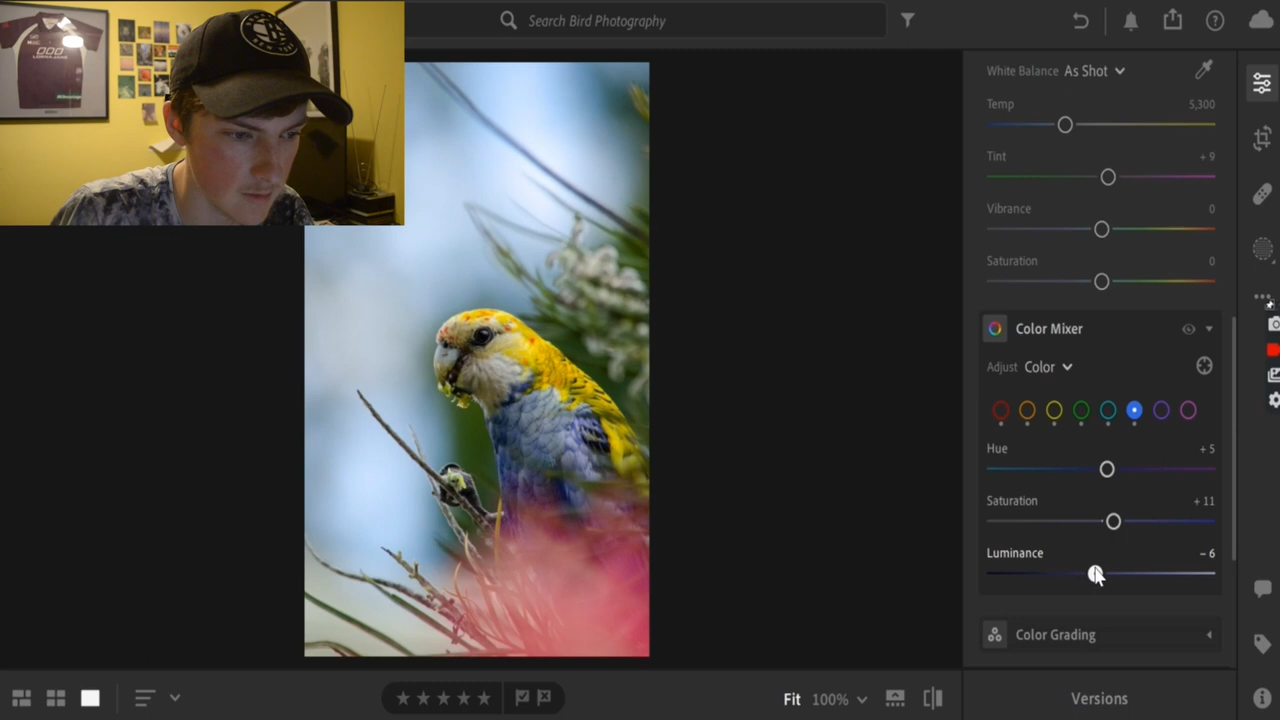 Search Bird Photography
White Balance As Shot
Temp 5,300
Tint + 9
Vibrance 0
Saturation 0
Color Mixer
Adjust Color
Hue + 5
Saturation + 11
Luminance – 6
Color Grading
Fit 100%
Versions